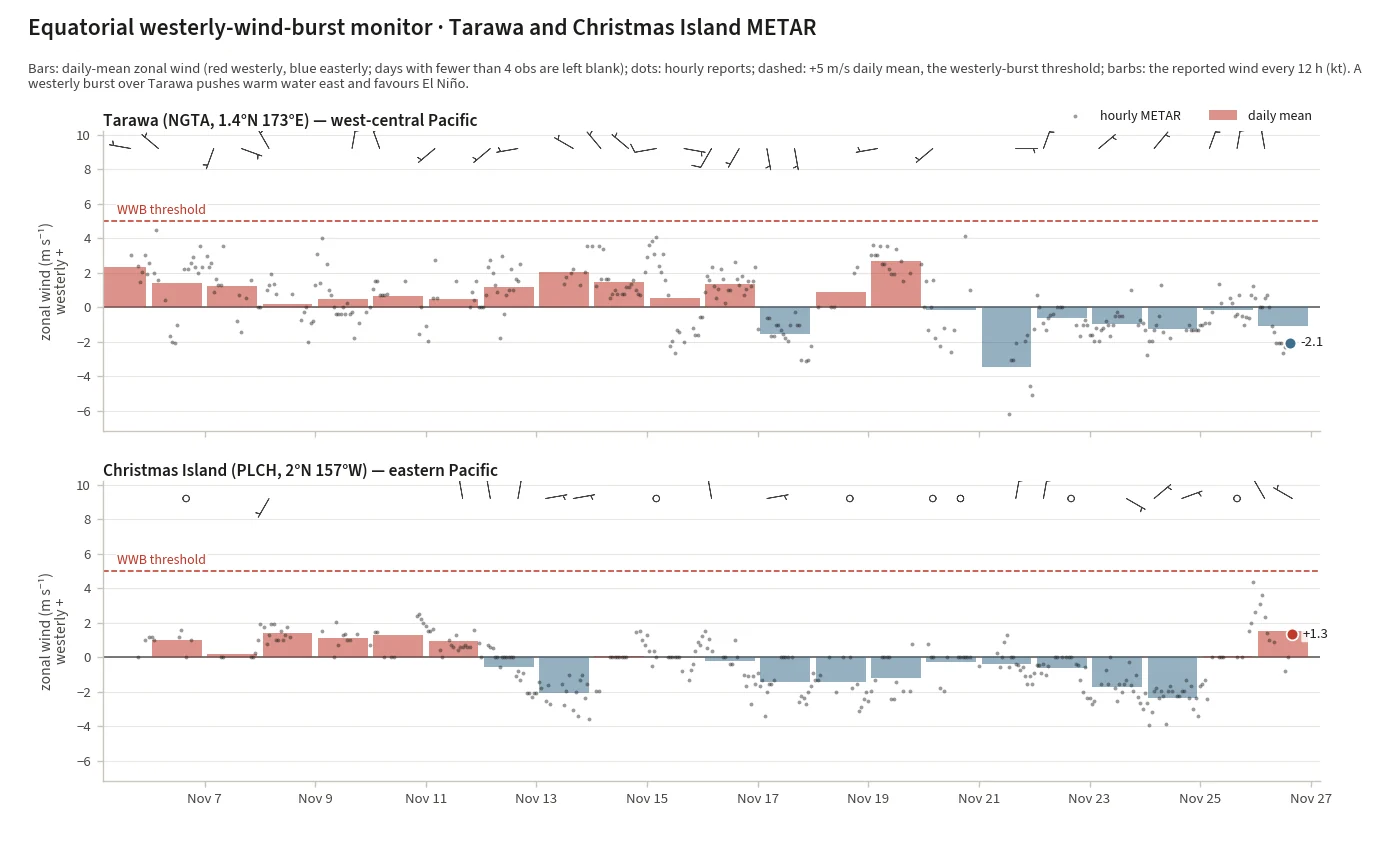 Equatorial westerly-wind-burst monitor · Tarawa and Christmas Island METAR
Bars: daily-mean zonal wind (red westerly, blue easterly; days with fewer than 4 obs are left blank); dots: hourly reports; dashed: +5 m/s daily mean, the westerly-burst threshold; barbs: the reported wind every 12 h (kt). A
westerly burst over Tarawa pushes warm water east and favours El Niño.
Tarawa (NGTA, 1.4°N 173°E) — west-central Pacific
hourly METAR
daily mean
10
8
6
4
2
0
−2
−4
−6
zonal wind (m s⁻¹)
westerly +
WWB threshold
-2.1
Christmas Island (PLCH, 2°N 157°W) — eastern Pacific
10
8
6
4
2
0
−2
−4
−6
zonal wind (m s⁻¹)
westerly +
WWB threshold
+1.3
Nov 7
Nov 9
Nov 11
Nov 13
Nov 15
Nov 17
Nov 19
Nov 21
Nov 23
Nov 25
Nov 27